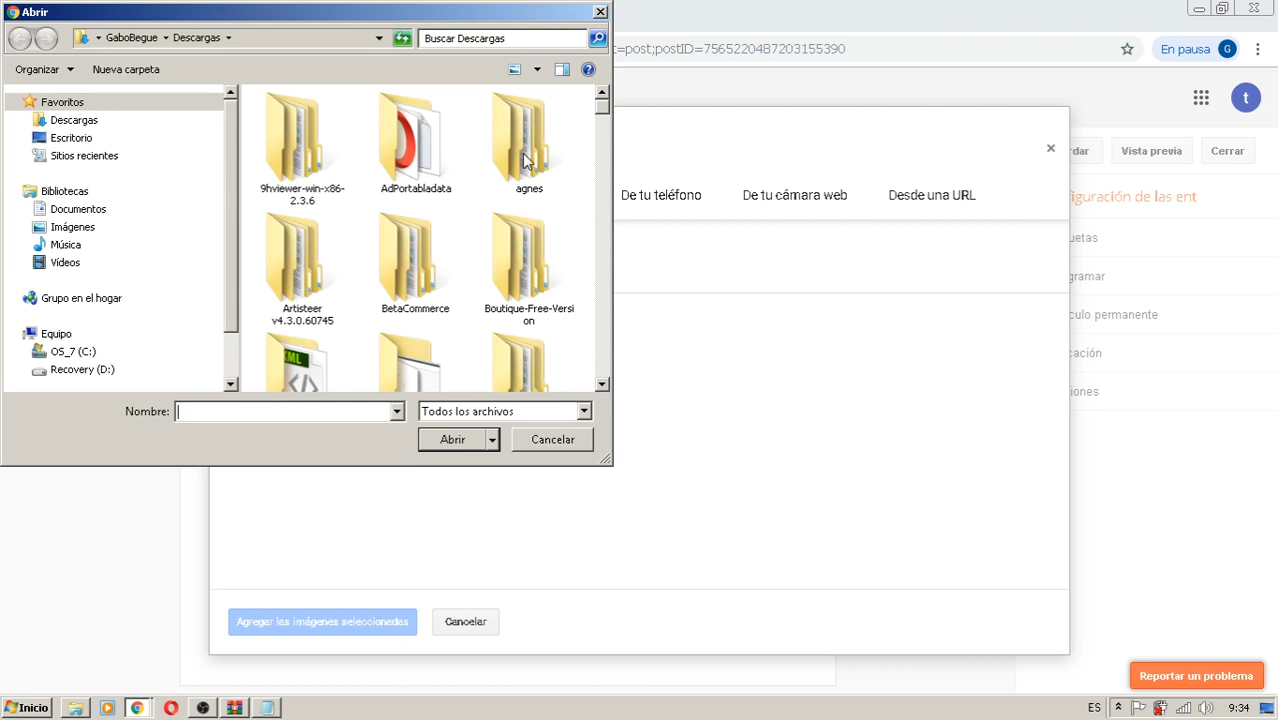 Abrir
GaboBegue
Descargas
Buscar Descargas
Organizar
Nueva carpeta
Favoritos
Descargas
Escritorio
Sitios recientes
Bibliotecas
Documentos
Imágenes
Música
Vídeos
Grupo en el hogar
Equipo
OS_7 (C:)
Recovery (D:)
9hviewer-win-x86-
2.3.6
AdPortabladata
agnes
Artisteer
v4.3.0.60745
BetaCommerce
Boutique-Free-Versi
on
XML
Nombre:
Todos los archivos
Abrir
Cancelar
t=post;postID=7565220487203155390
En pausa
G
t
rdar
Vista previa
Cerrar
De tu teléfono
De tu cámara web
Desde una URL
figuración de las ent
uetas
gramar
culo permanente
cación
iones
Agregar las imágenes seleccionadas
Cancelar
Reportar un problema
Inicio
ES
9:34